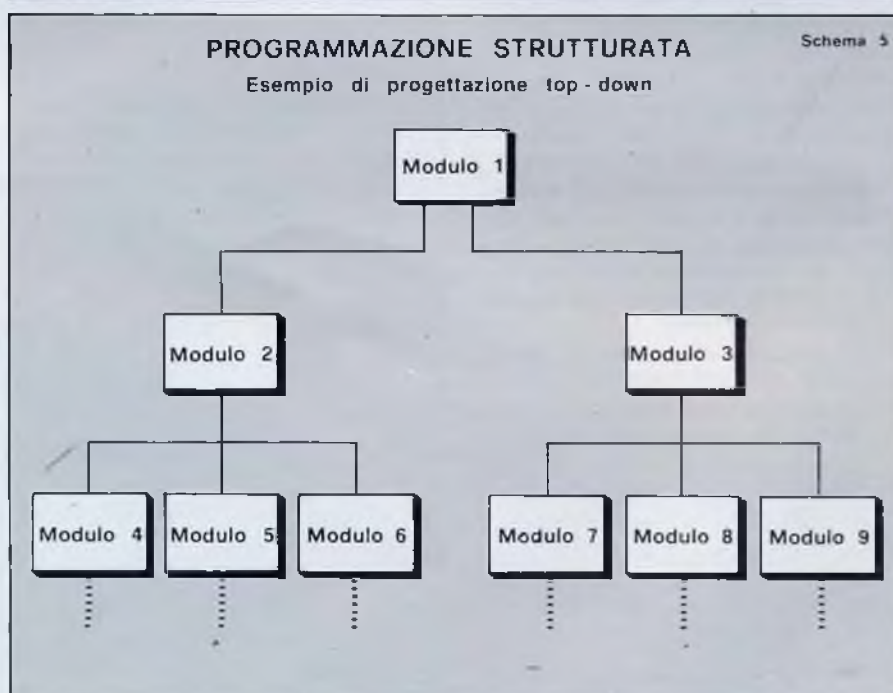 PROGRAMMAZIONE STRUTTURATA
Schema 5
Esempio di progettazione top - down
Modulo 1
Modulo 2
Modulo 3
Modulo 4
Modulo 5
Modulo 6
Modulo 7
Modulo 8
Modulo 9